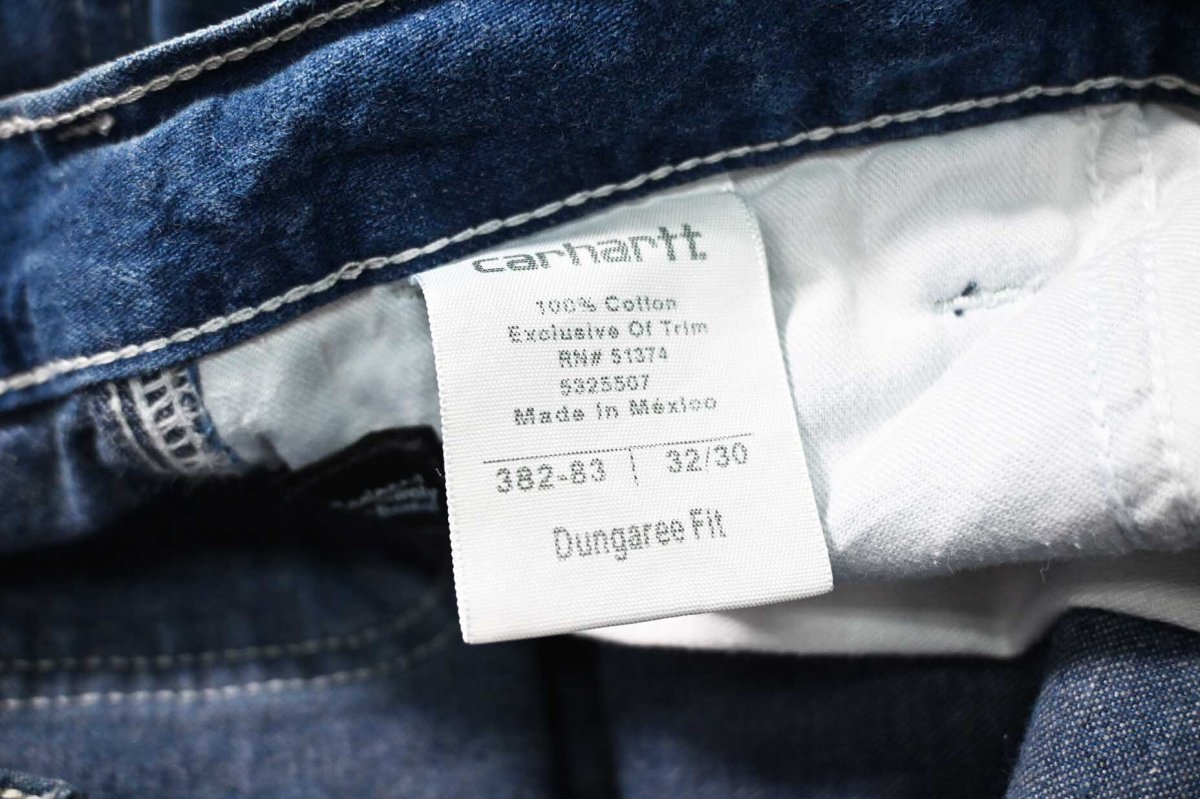 carhartt
100% Cotton
Exclusive Of Trim
RN# 51374
5325507
Made in México
382-83 | 32/30
Dungaree Fit